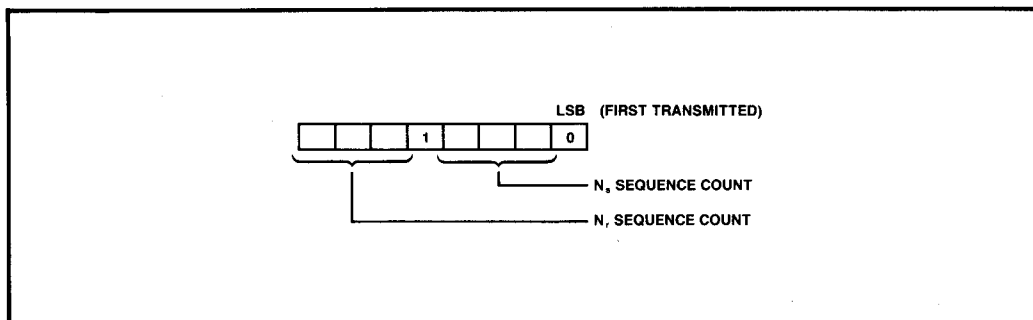 LSB (FIRST TRANSMITTED)
1 0
Nₛ SEQUENCE COUNT
Nᵣ SEQUENCE COUNT